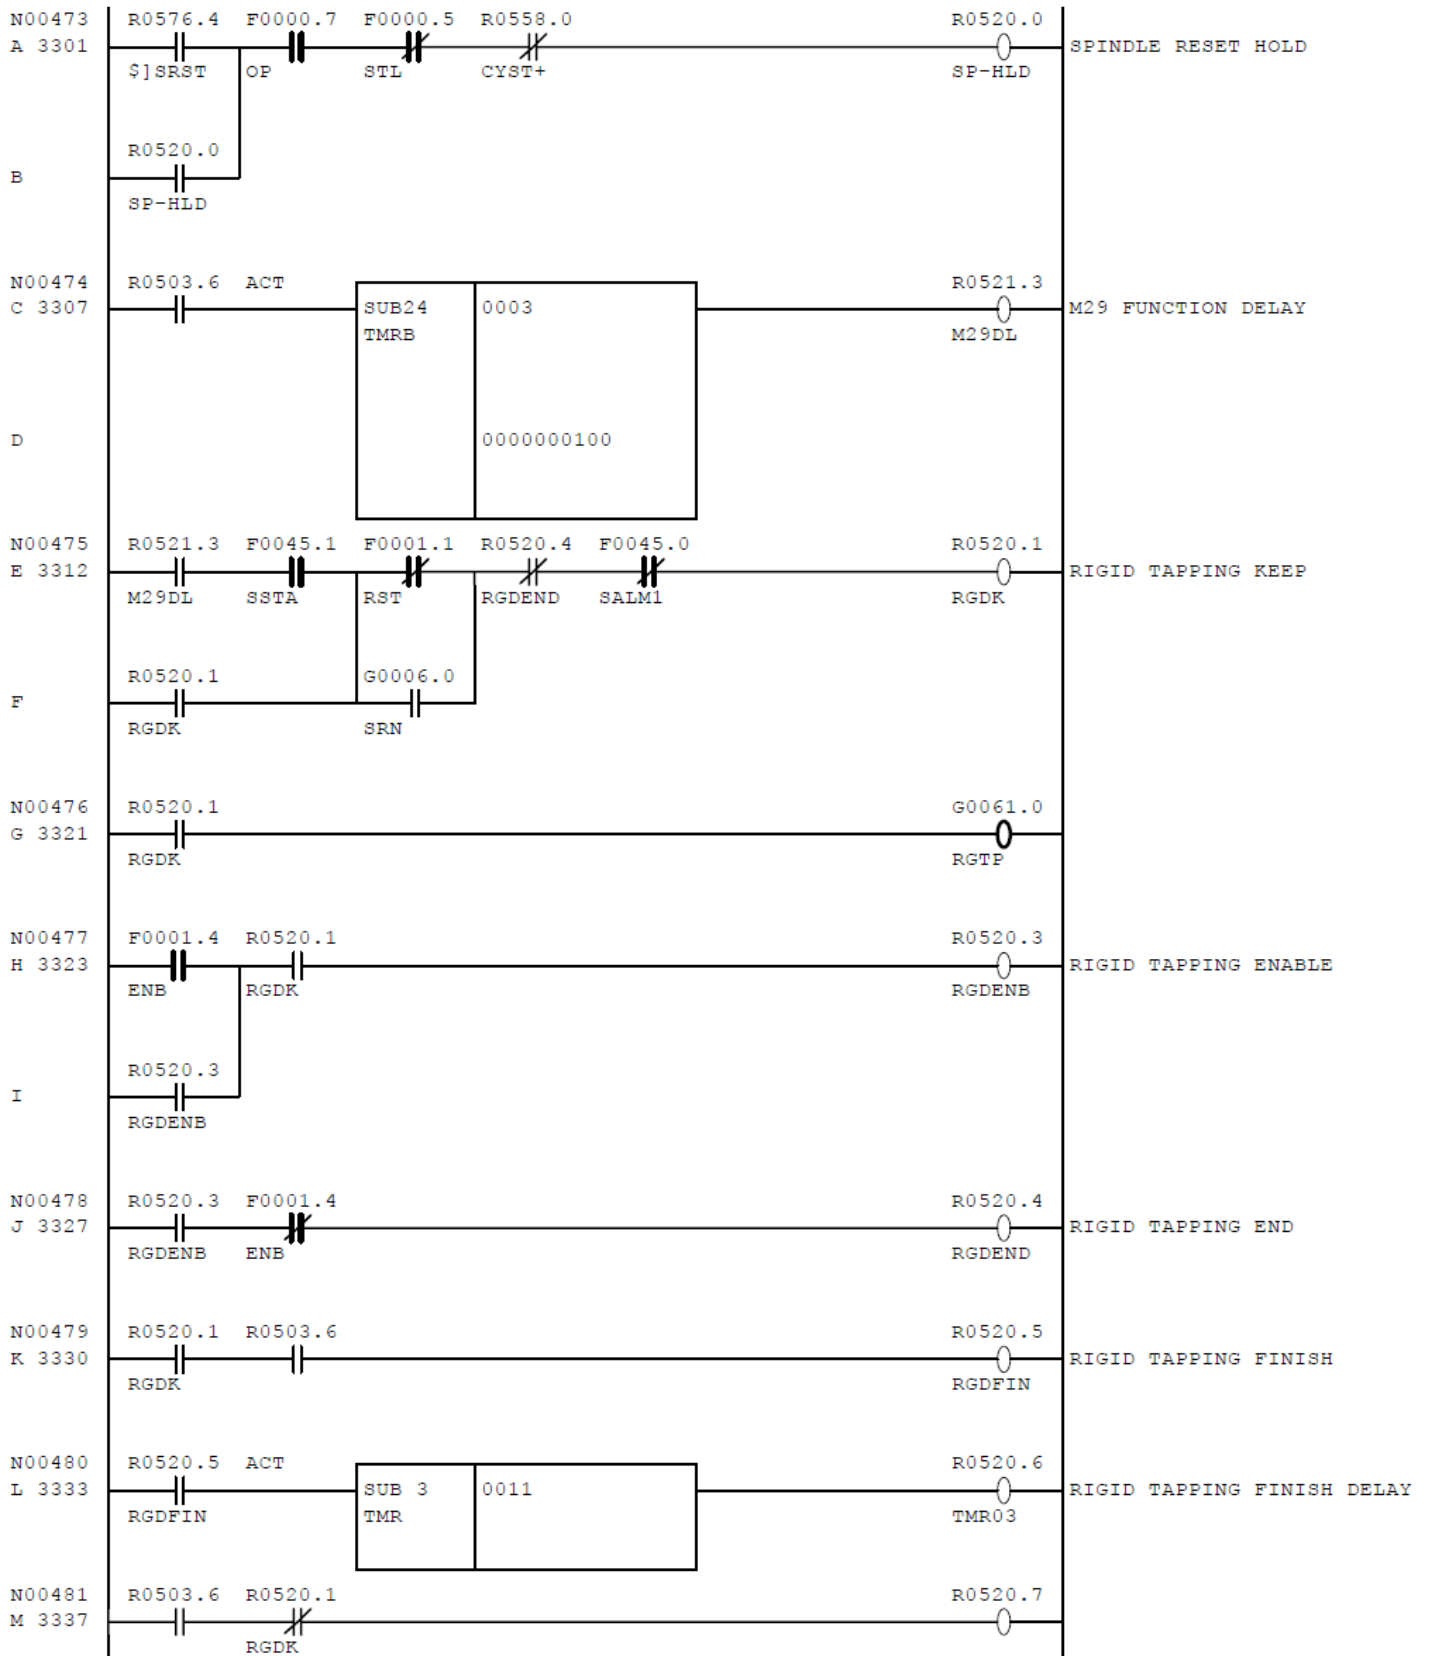 N00473 R0576.4 F0000.7 F0000.5 R0558.0 R0520.0
A 3301 SPINDLE RESET HOLD
$]SRST OP STL CYST+ SP-HLD
R0520.0
B
SP-HLD
N00474 R0503.6 ACT R0521.3
C 3307 SUB24 0003 M29 FUNCTION DELAY
TMRB M29DL
D 0000000100
N00475 R0521.3 F0045.1 F0001.1 R0520.4 F0045.0 R0520.1
E 3312 RIGID TAPPING KEEP
M29DL SSTA RST RGDEND SALM1 RGDK
R0520.1 G0006.0
F
RGDK SRN
N00476 R0520.1 G0061.0
G 3321
RGDK RGTP
N00477 F0001.4 R0520.1 R0520.3
H 3323 RIGID TAPPING ENABLE
ENB RGDK RGDENB
R0520.3
I
RGDENB
N00478 R0520.3 F0001.4 R0520.4
J 3327 RIGID TAPPING END
RGDENB ENB RGDEND
N00479 R0520.1 R0503.6 R0520.5
K 3330 RIGID TAPPING FINISH
RGDK RGDFIN
N00480 R0520.5 ACT R0520.6
L 3333 SUB 3 0011 RIGID TAPPING FINISH DELAY
RGDFIN TMR TMR03
N00481 R0503.6 R0520.1 R0520.7
M 3337
RGDK